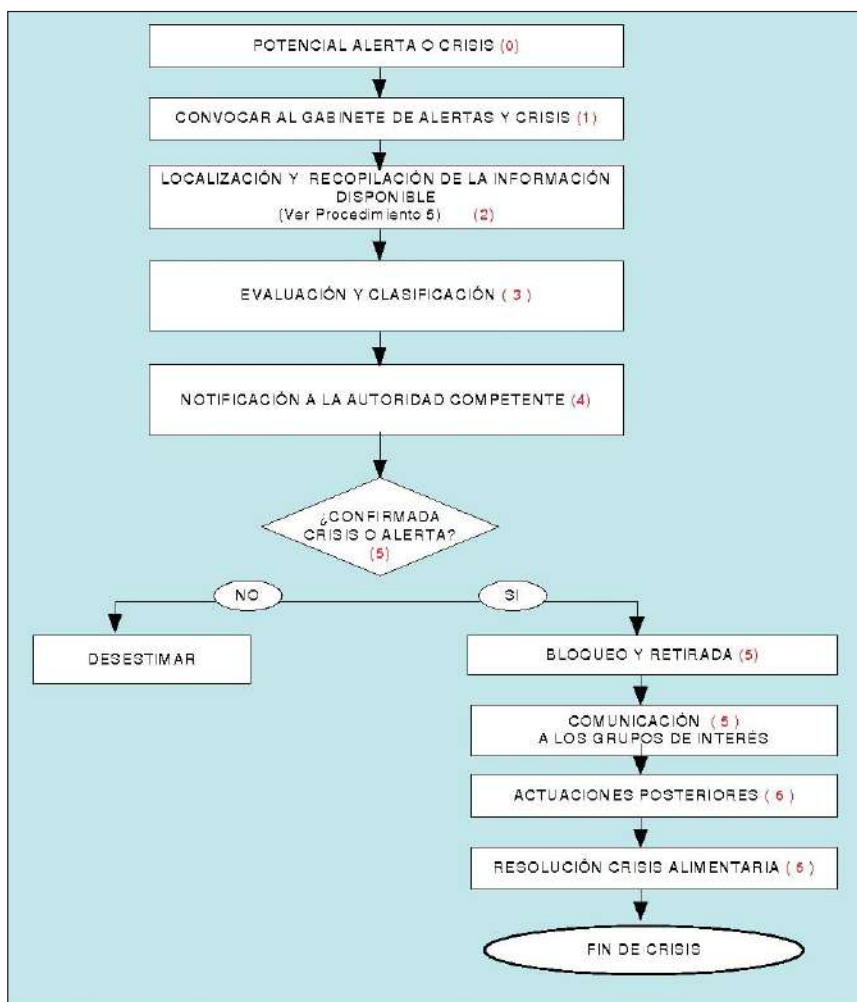 POTENCIAL ALERTA O CRISIS (0)
CONVOCAR AL GABINETE DE ALERTAS Y CRISIS (1)
LOCALIZACIÓN Y RECOPILACIÓN DE LA INFORMACIÓN
DISPONIBLE
(Ver Procedimiento 5) (2)
EVALUACIÓN Y CLASIFICACIÓN ( 3 )
NOTIFICACIÓN A LA AUTORIDAD COMPETENTE (4)
¿CONFIRMADA
CRISIS O ALERTA?
(5)
NO
SI
DESESTIMAR
BLOQUEO Y RETIRADA (5)
COMUNICACIÓN ( 5 )
A LOS GRUPOS DE INTERÉS
ACTUACIONES POSTERIORES ( 6 )
RESOLUCIÓN CRISIS ALIMENTARIA ( 6 )
FIN DE CRISIS